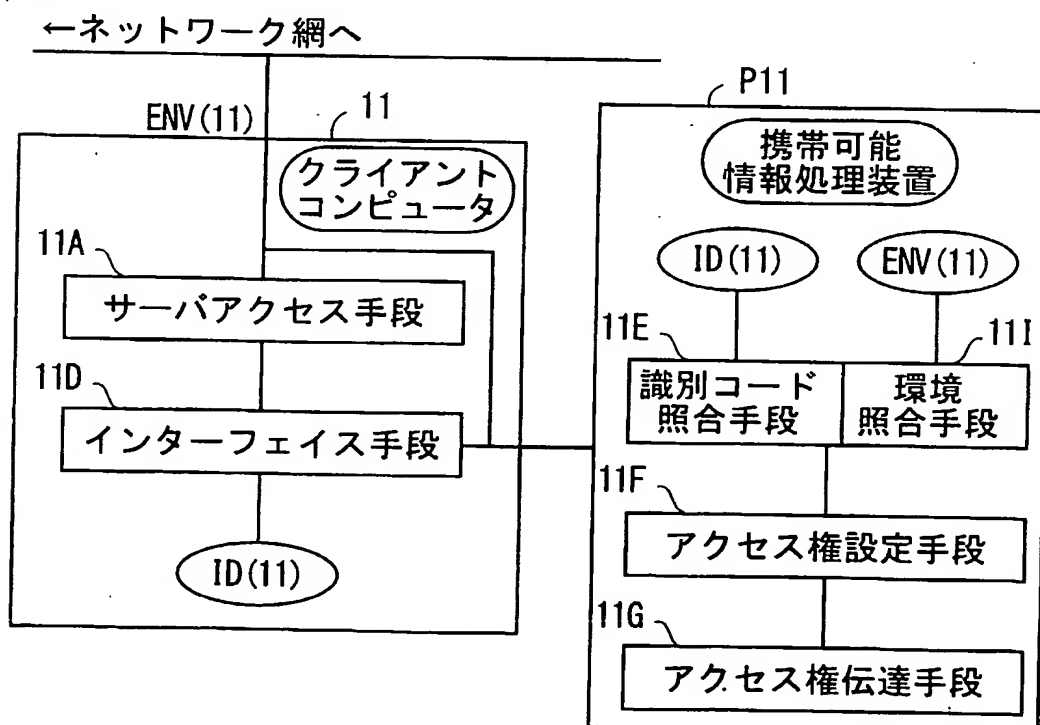 ←ネットワーク網へ
ENV(11)
11
クライアント
コンピュータ
11A
サーバアクセス手段
11D
インターフェイス手段
ID(11)
P11
携帯可能
情報処理装置
ID(11)
ENV(11)
11E
11I
識別コード
照合手段
環境
照合手段
11F
アクセス権設定手段
11G
アクセス権伝達手段